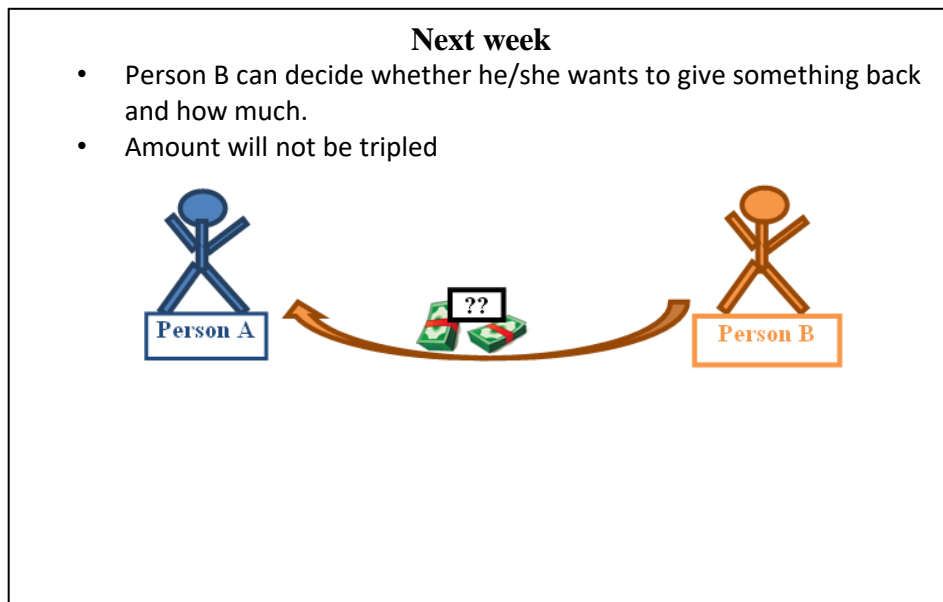 Next week
• Person B can decide whether he/she wants to give something back
and how much.
• Amount will not be tripled
??
Person A
Person B